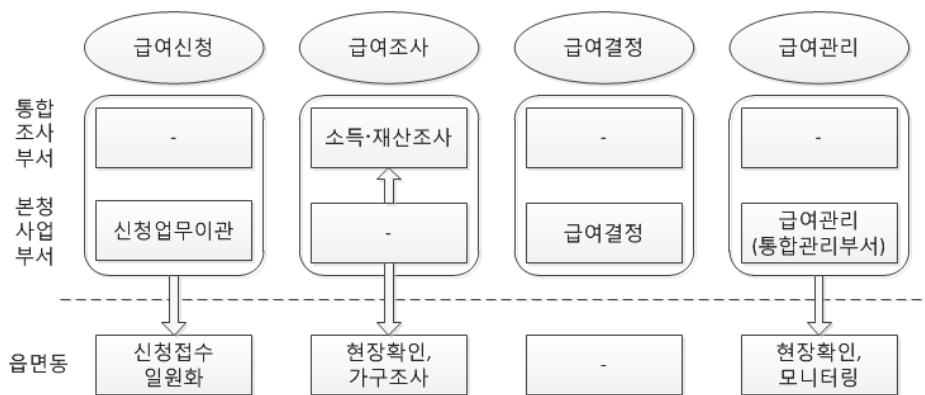 급여신청
급여조사
급여결정
급여관리
통합
조사
부서
-
소득·재산조사
-
-
본청
사업
부서
신청업무이관
-
급여결정
급여관리
(통합관리부서)
읍면동
신청접수
일원화
현장확인,
가구조사
-
현장확인,
모니터링